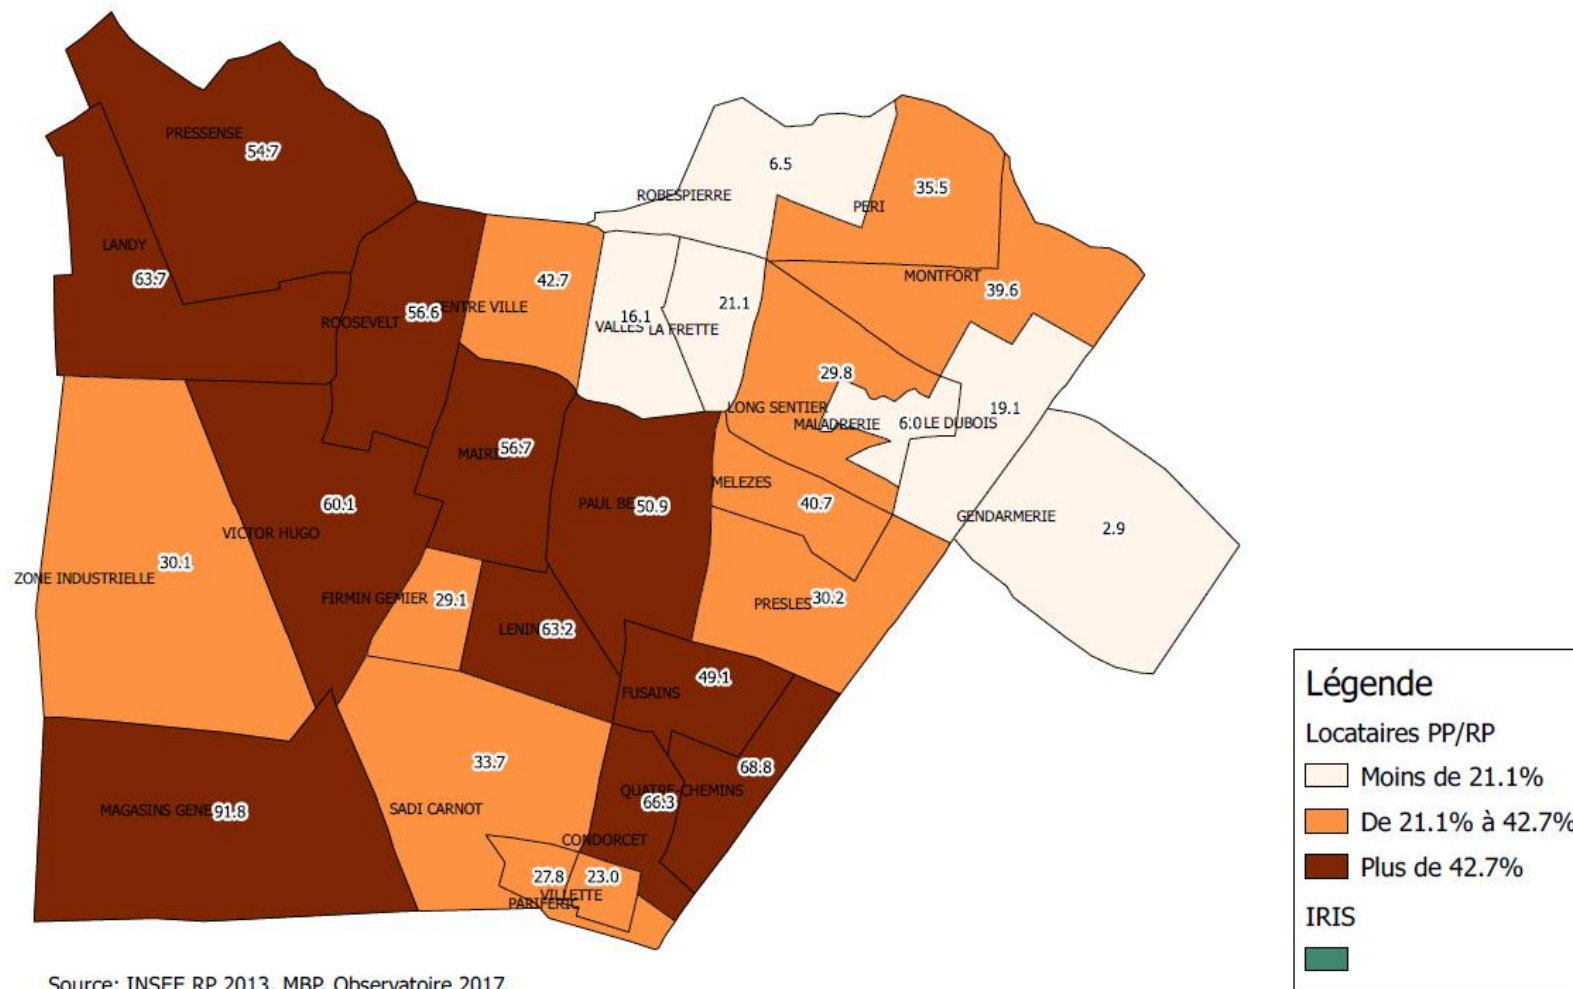 PRESSENSE
54.7
6.5
ROBESPIERRE
35.5
PERI
LANDY
63.7
42.7
MONTFORT
39.6
ENTRE VILLE
56.6
ROOSEVELT
16.1
21.1
VALLES
LA FRETTE
29.8
LONG SENTIER
19.1
MALADRERIE
6.0
LE DUBOIS
56.7
PAUL BE
50.9
MELEZES
40.7
GENDARMERIE
2.9
60.1
VICTOR HUGO
30.1
ZONE INDUSTRIELLE
FIRMIN GEMIER
29.1
PRESLES
30.2
LENIN
63.2
49.1
FUSAINS
33.7
68.8
QUATRE-CHEMINS
66.3
MAGASINS GENE
91.8
SADI CARNOT
CONDORCET
27.8
23.0
VILLETTE
PARIFERIC
Légende
Locataires PP/RP
Moins de 21.1%
De 21.1% à 42.7%
Plus de 42.7%
IRIS
Source: INSEE RP 2013, MBP, Observatoire 2017.